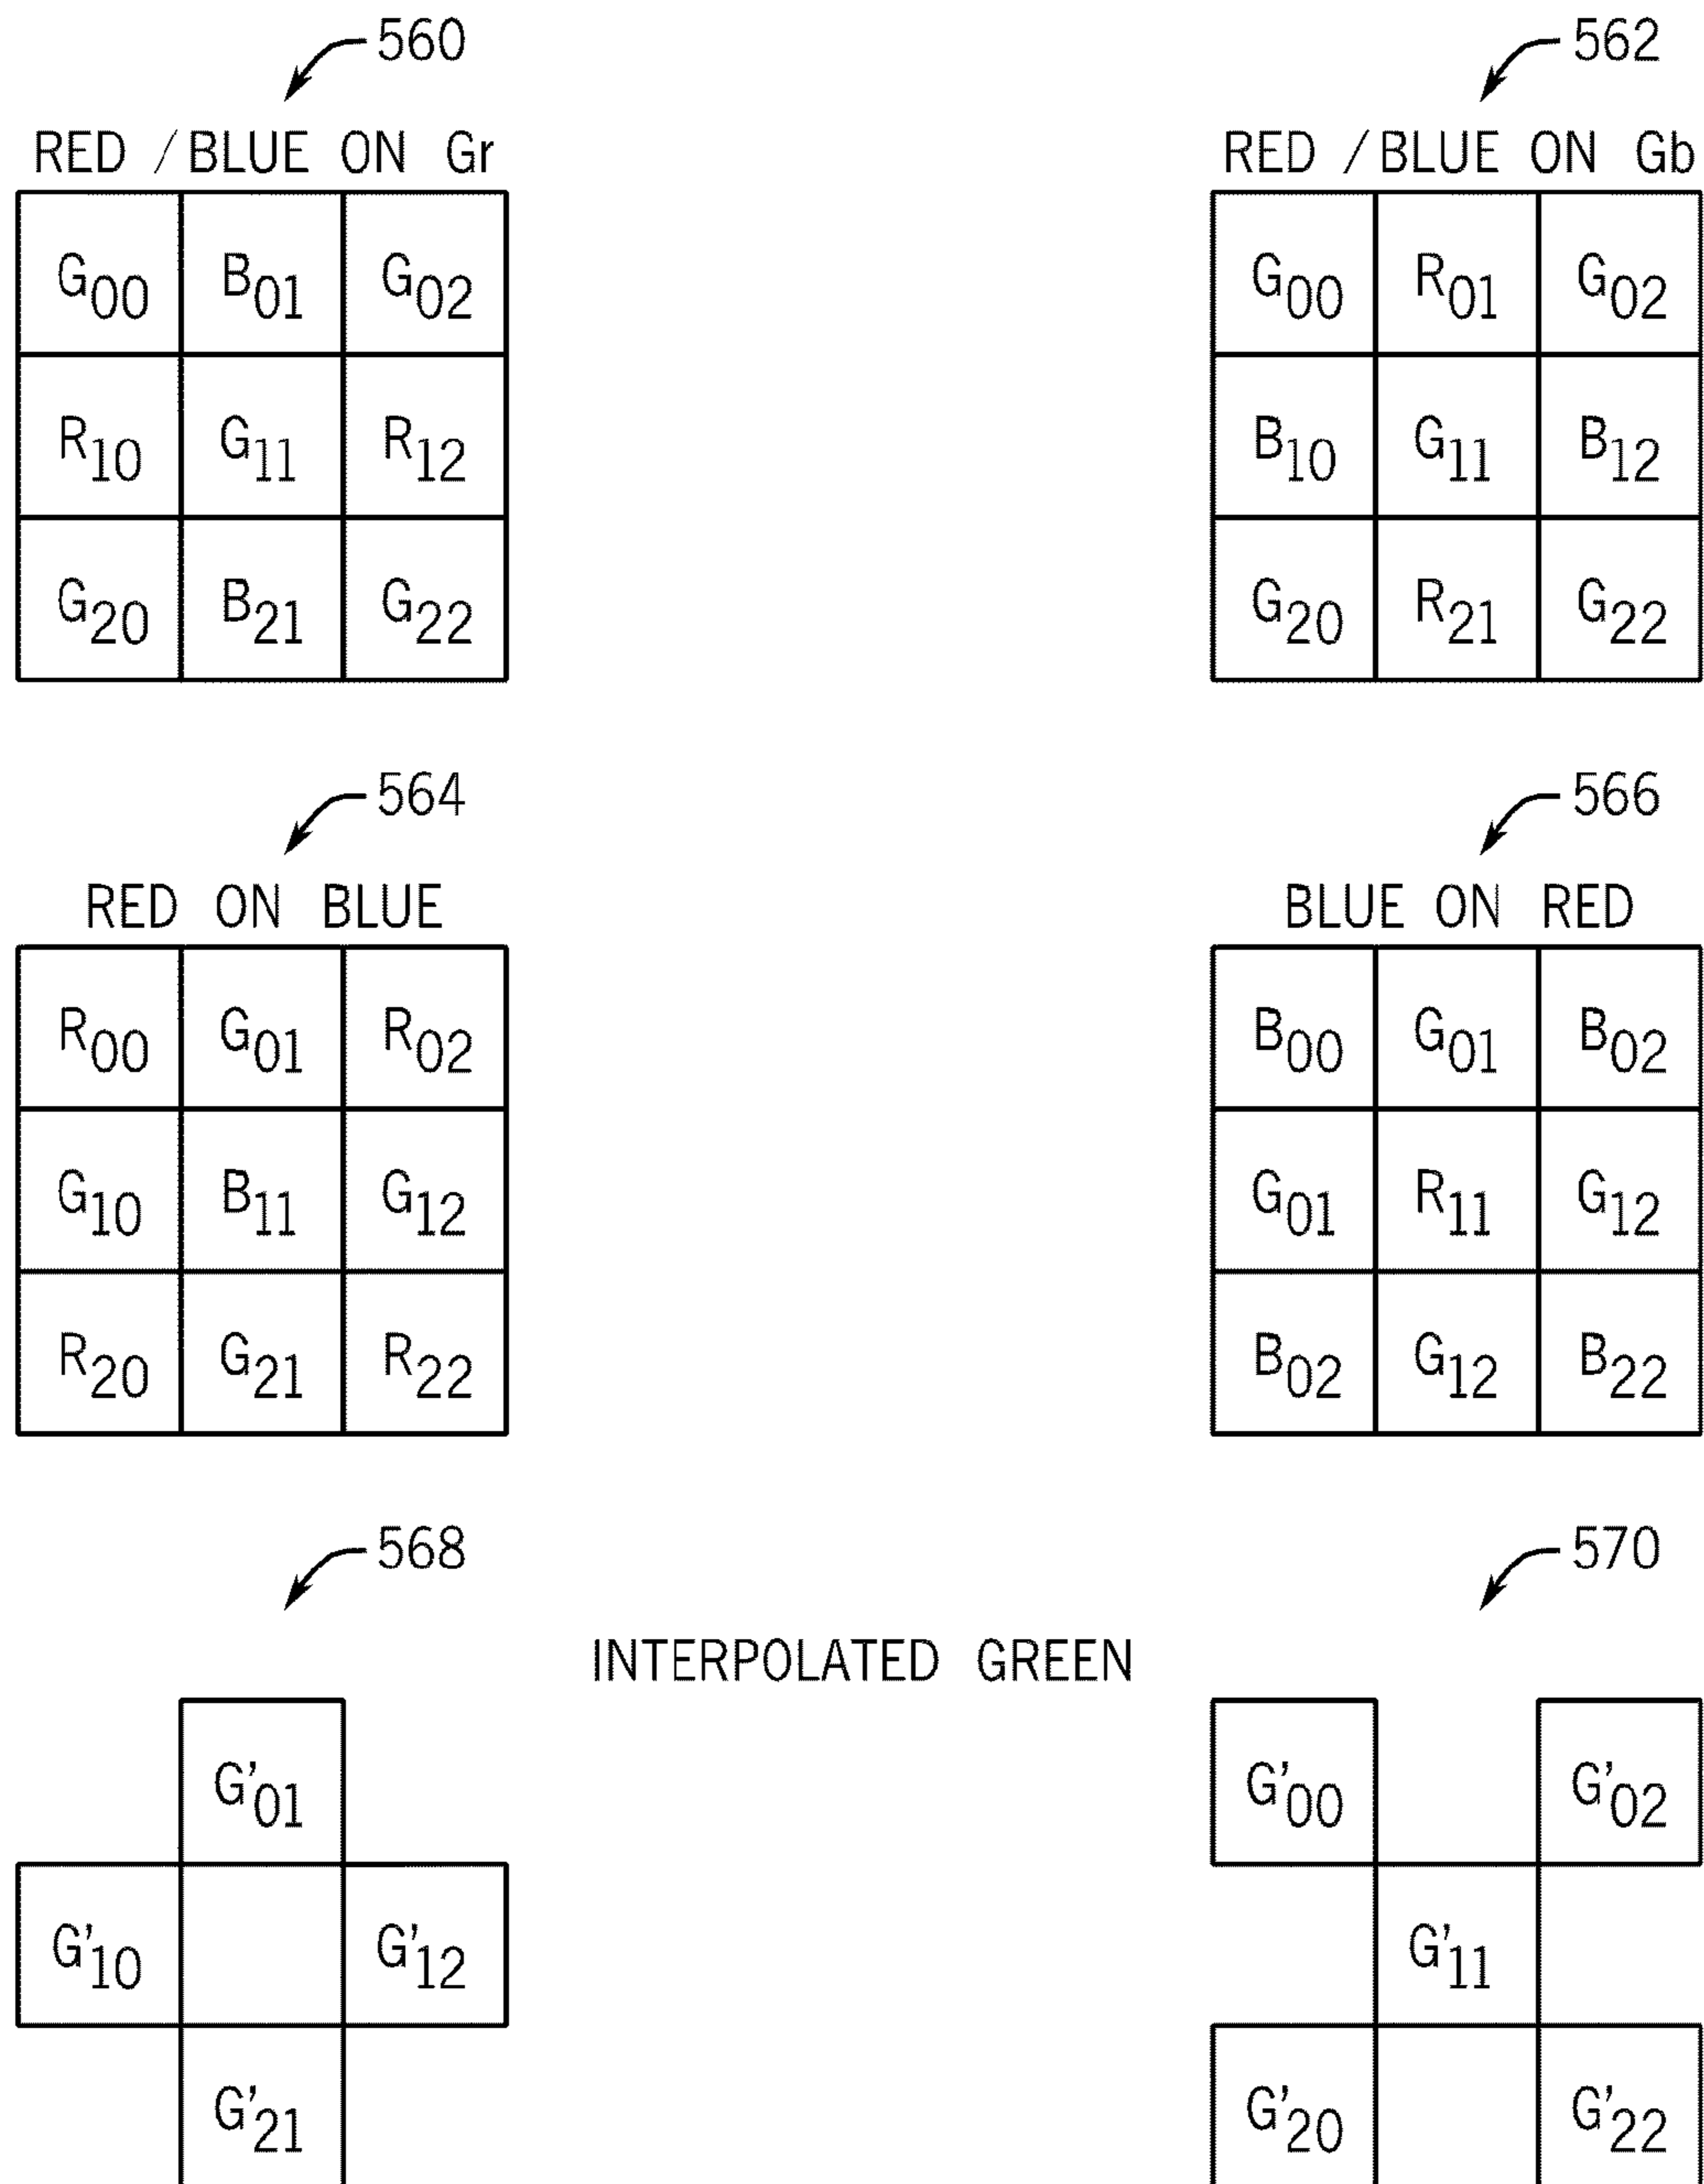 560
RED / BLUE ON Gr
G00 B01 G02
R10 G11 R12
G20 B21 G22
562
RED / BLUE ON Gb
G00 R01 G02
B10 G11 B12
G20 R21 G22
564
RED ON BLUE
R00 G01 R02
G10 B11 G12
R20 G21 R22
566
BLUE ON RED
B00 G01 B02
G01 R11 G12
B02 G12 B22
568
570
INTERPOLATED GREEN
G'01
G'10 G'12
G'21
G'00 G'02
G'11
G'20 G'22